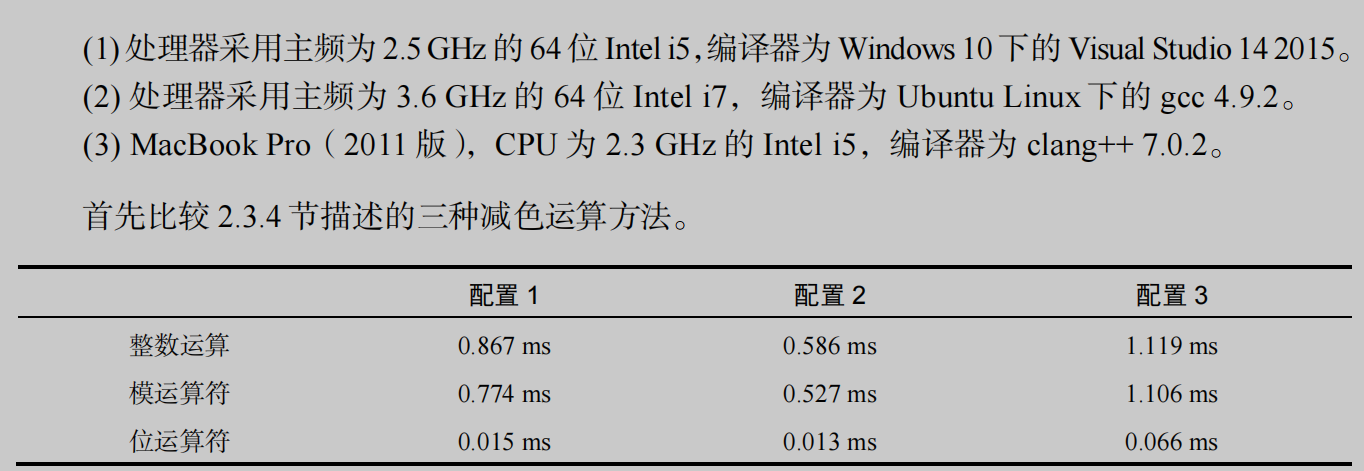 (1) 处理器采用主频为 2.5 GHz 的 64 位 Intel i5,编译器为 Windows 10 下的 Visual Studio 14 2015。
(2) 处理器采用主频为 3.6 GHz 的 64 位 Intel i7，编译器为 Ubuntu Linux 下的 gcc 4.9.2。
(3) MacBook Pro（2011 版），CPU 为 2.3 GHz 的 Intel i5，编译器为 clang++ 7.0.2。
首先比较 2.3.4 节描述的三种减色运算方法。
配置 1 配置 2 配置 3
整数运算 0.867 ms 0.586 ms 1.119 ms
模运算符 0.774 ms 0.527 ms 1.106 ms
位运算符 0.015 ms 0.013 ms 0.066 ms